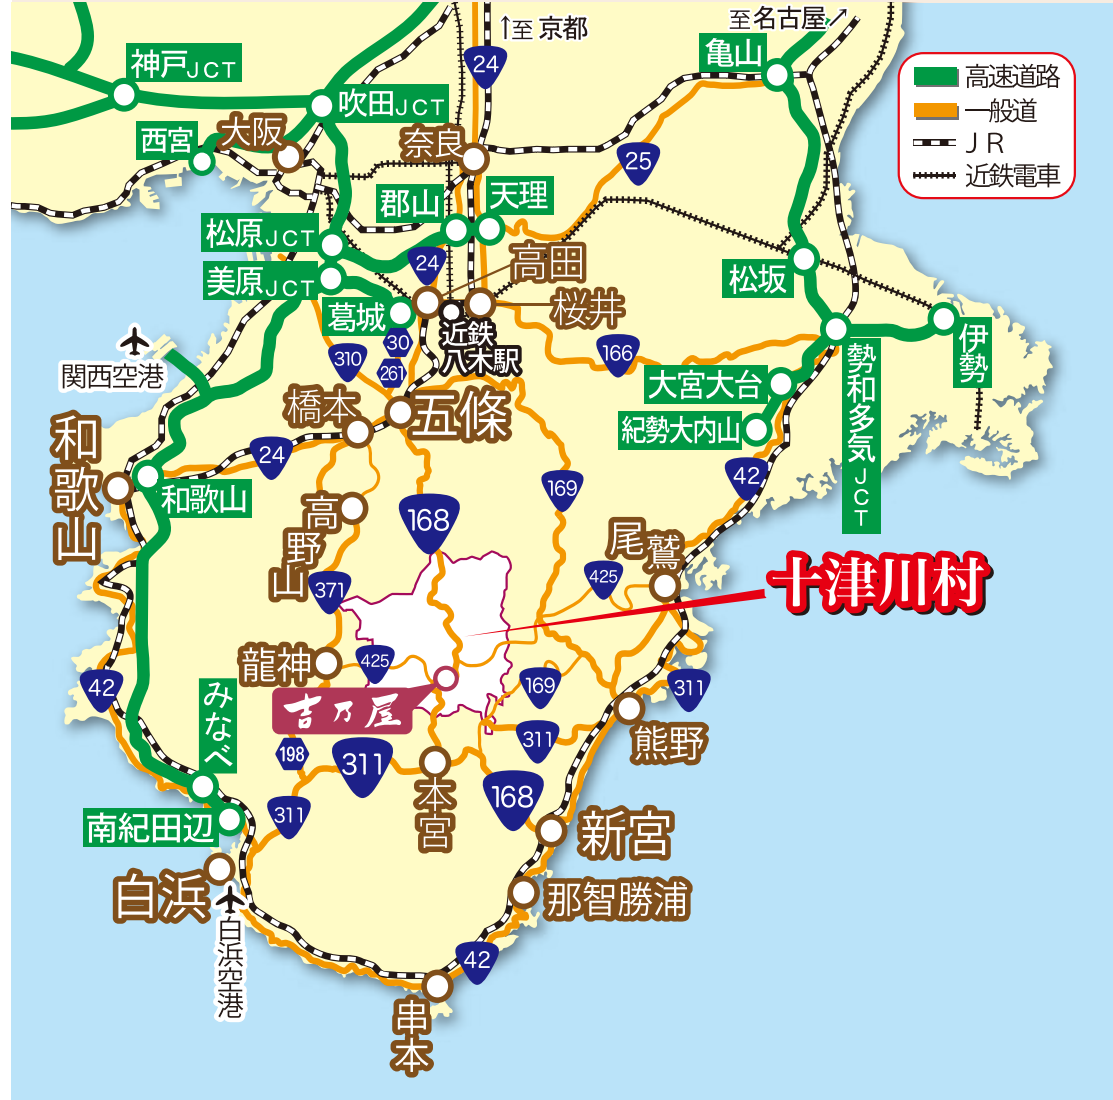 ↑至 京都
至名古屋↗
24
亀山
神戸JCT
高速道路
一般道
JR
近鉄電車
吹田JCT
大阪
西宮
奈良
25
郡山
天理
松原JCT
24
高田
美原JCT
松坂
葛城
桜井
近鉄
八木駅
伊勢
30
310
166
261
関西空港
勢和多気JCT
大宮大台
紀勢大内山
橋本
五條
和歌山
24
42
169
和歌山
高野山
168
尾鷲
十津川村
371
425
龍神
425
42
みなべ
169
311
吉乃屋
熊野
198
311
311
本宮
168
311
南紀田辺
新宮
白浜
那智勝浦
白浜空港
42
串本